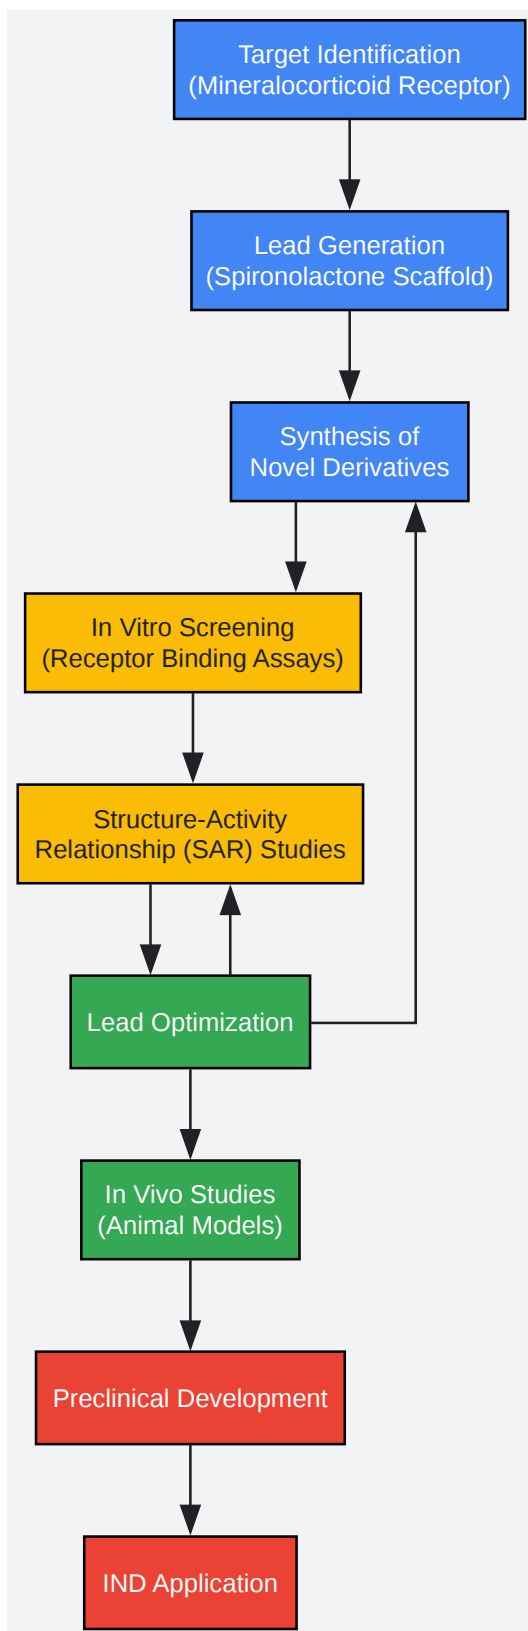 Target Identification
(Mineralocorticoid Receptor)
Lead Generation
(Spironolactone Scaffold)
Synthesis of
Novel Derivatives
In Vitro Screening
(Receptor Binding Assays)
Structure-Activity
Relationship (SAR) Studies
Lead Optimization
In Vivo Studies
(Animal Models)
Preclinical Development
IND Application